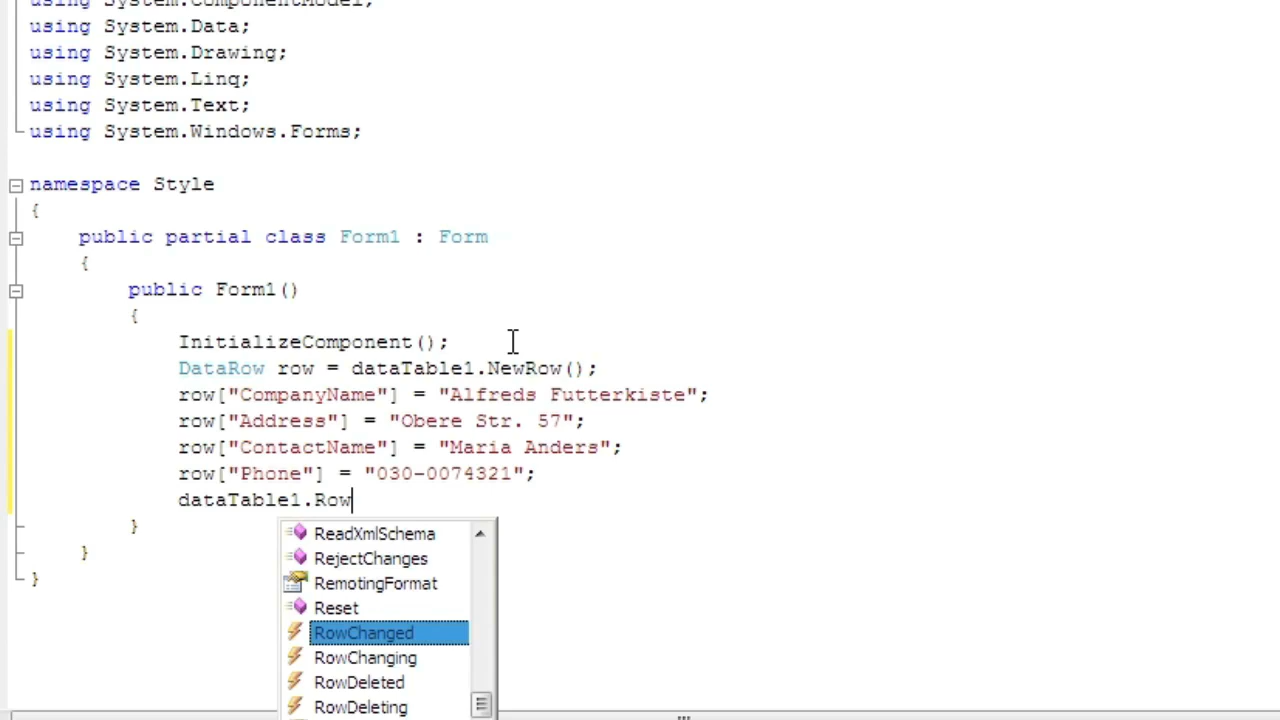 using System.ComponentModel;
using System.Data;
using System.Drawing;
using System.Linq;
using System.Text;
using System.Windows.Forms;
namespace Style
{
public partial class Form1 : Form
{
public Form1()
{
InitializeComponent();
DataRow row = dataTable1.NewRow();
row["CompanyName"] = "Alfreds Futterkiste";
row["Address"] = "Obere Str. 57";
row["ContactName"] = "Maria Anders";
row["Phone"] = "030-0074321";
dataTable1.Row
}
}
}
ReadXmlSchema
RejectChanges
RemotingFormat
Reset
RowChanged
RowChanging
RowDeleted
RowDeleting